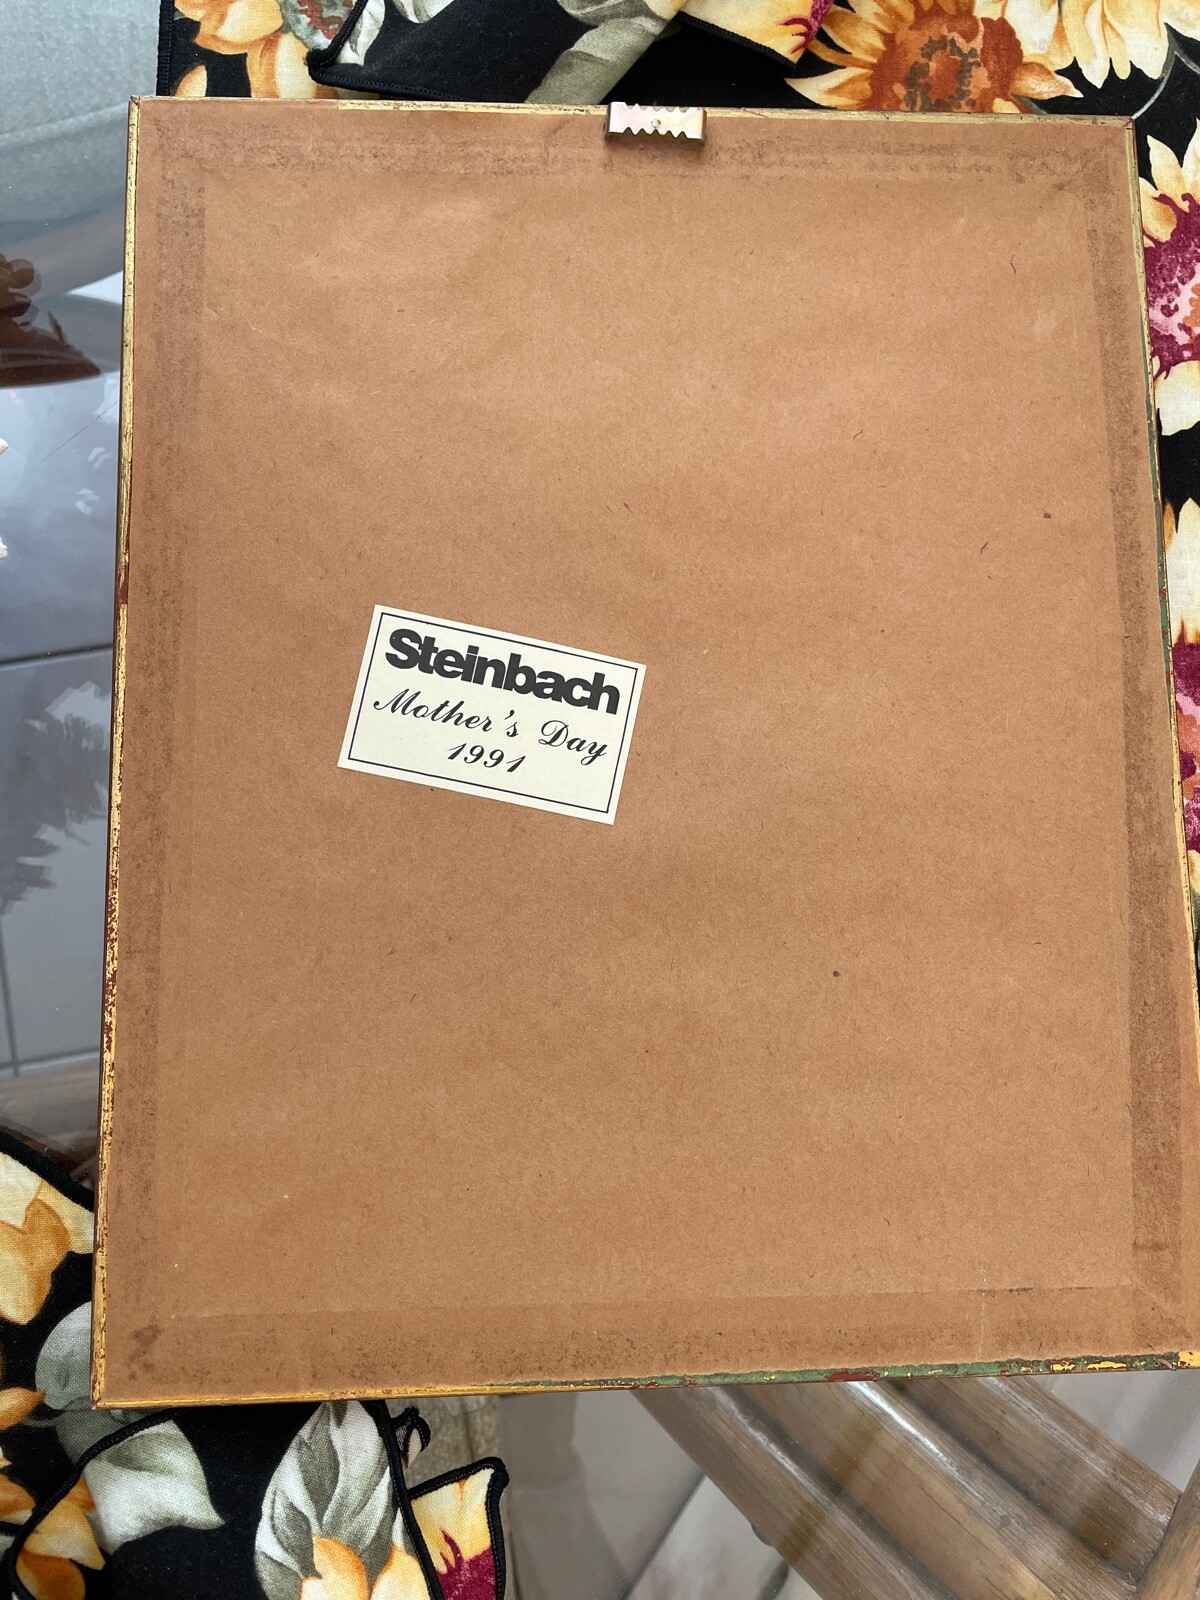 Steinbach
Mother's Day
1991